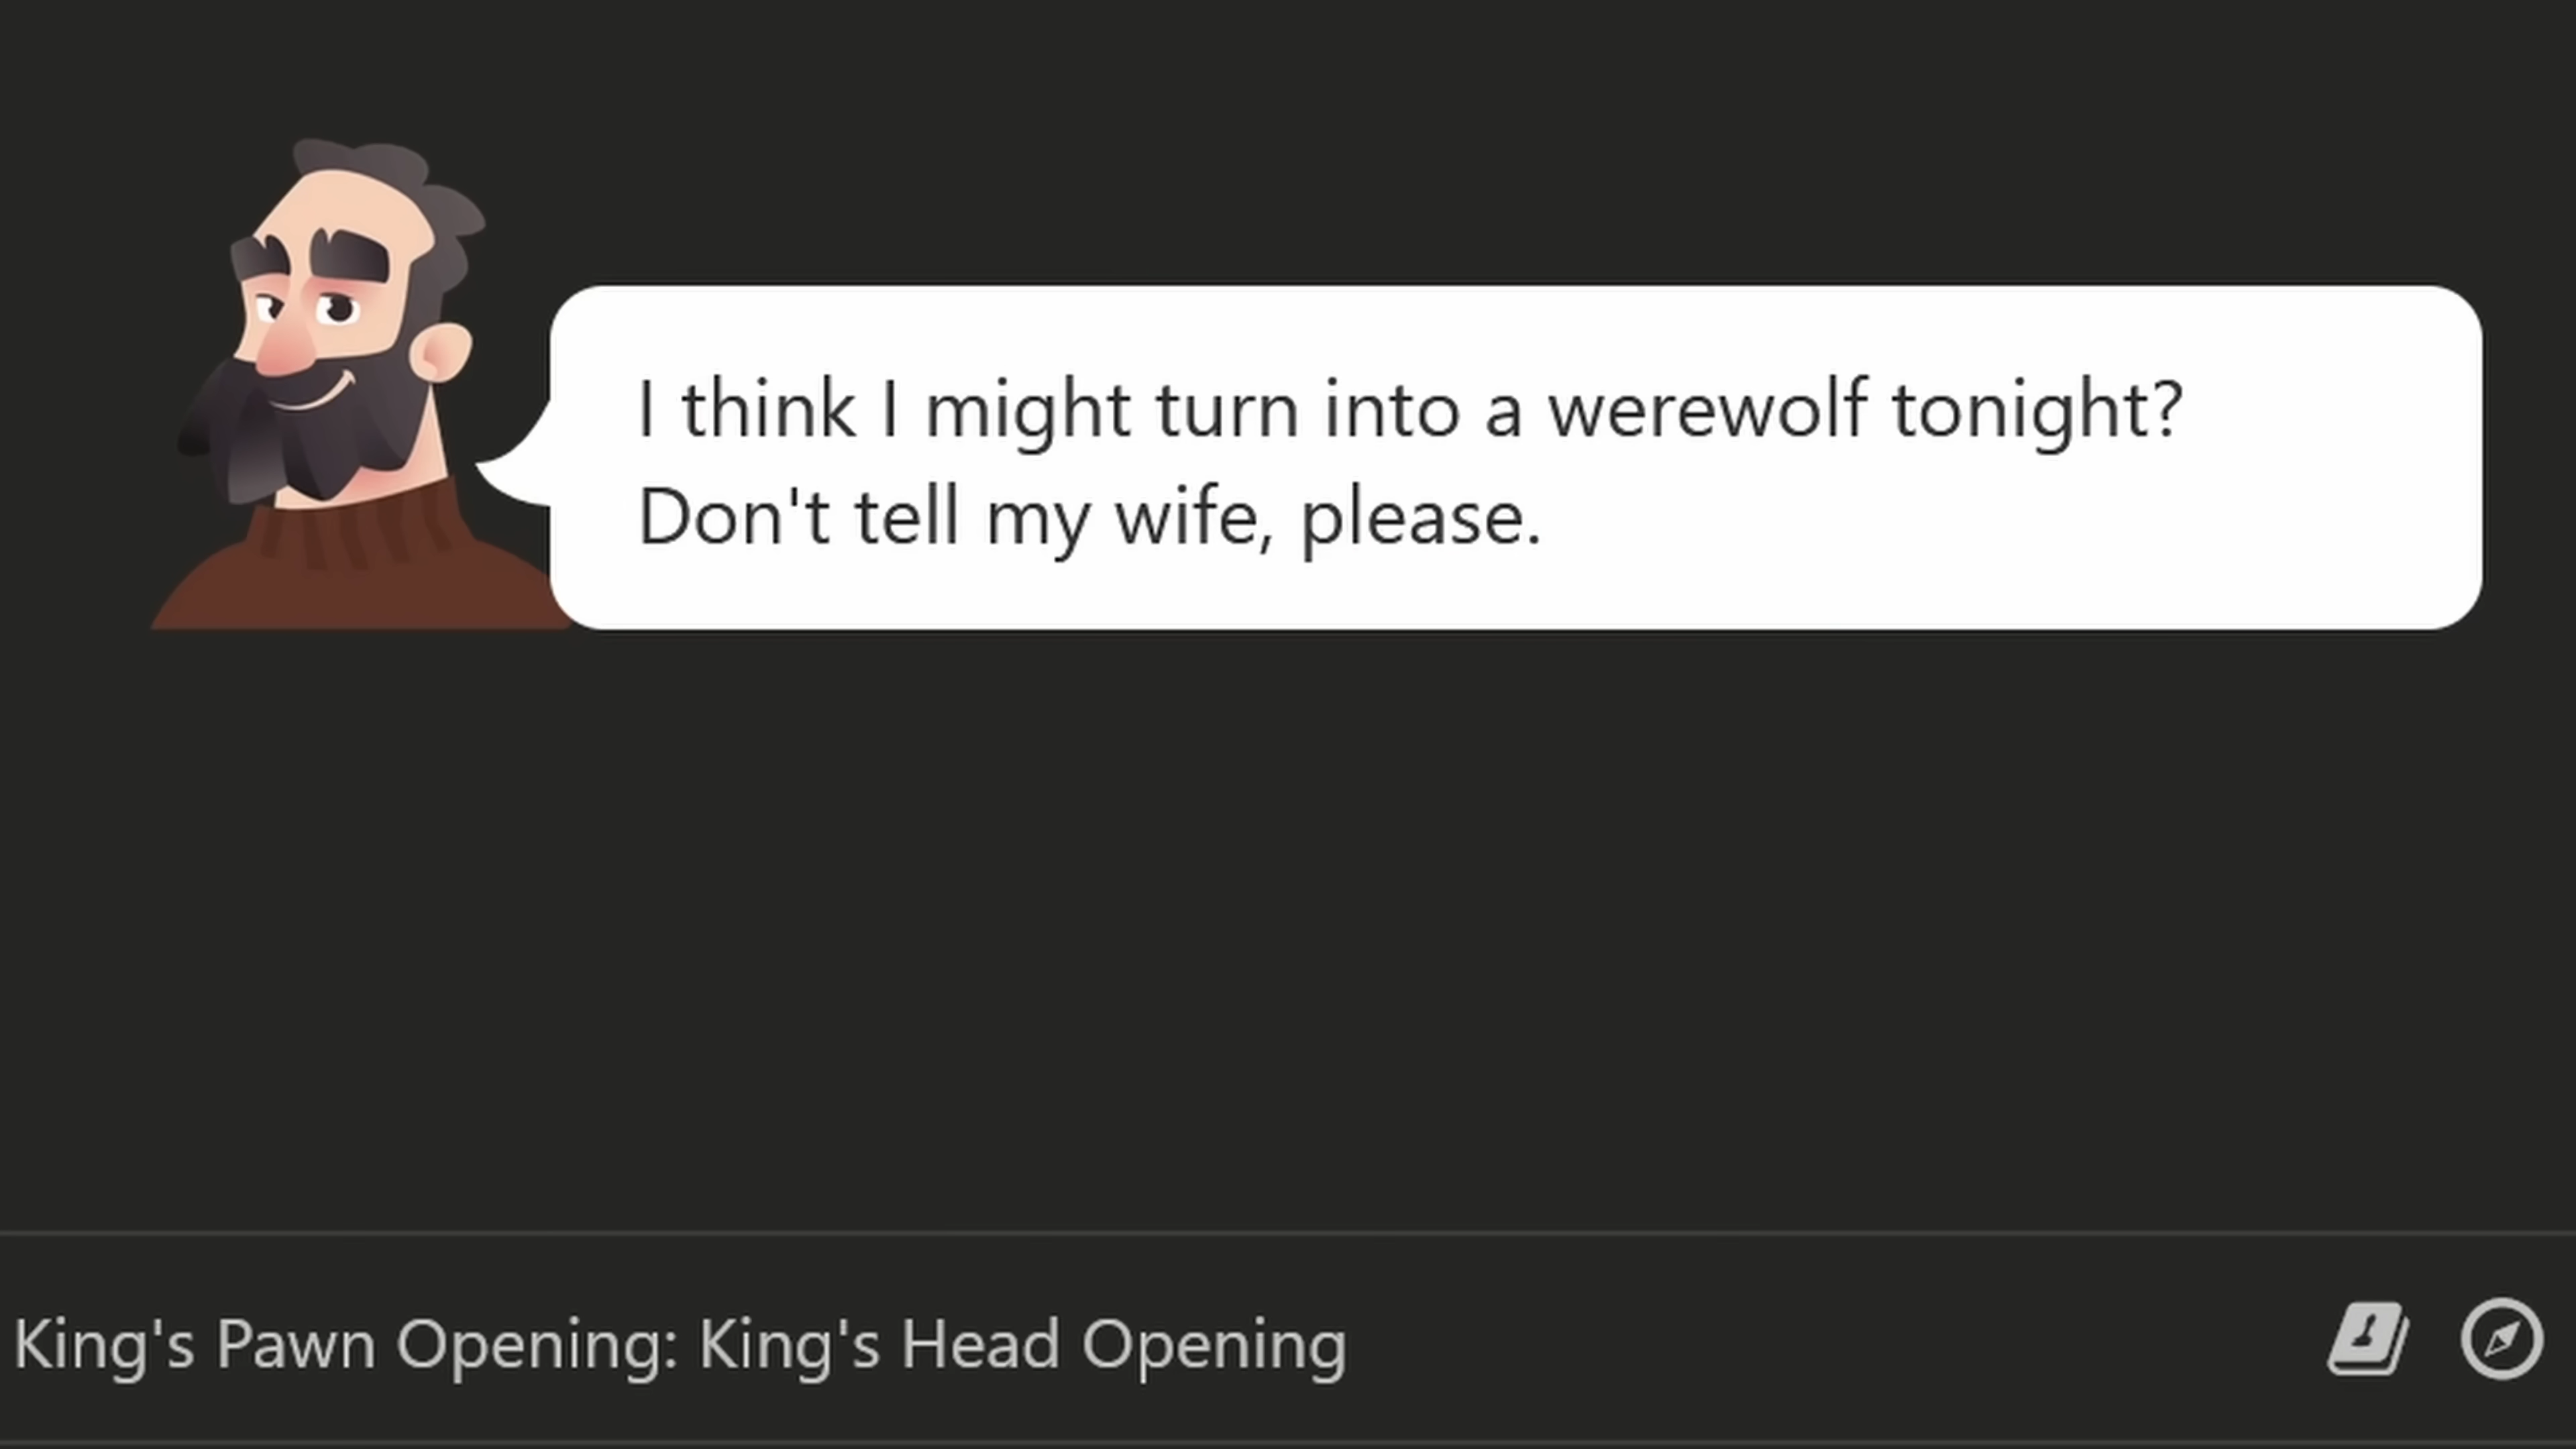 I think I might turn into a werewolf tonight?
Don't tell my wife, please.
King's Pawn Opening: King's Head Opening